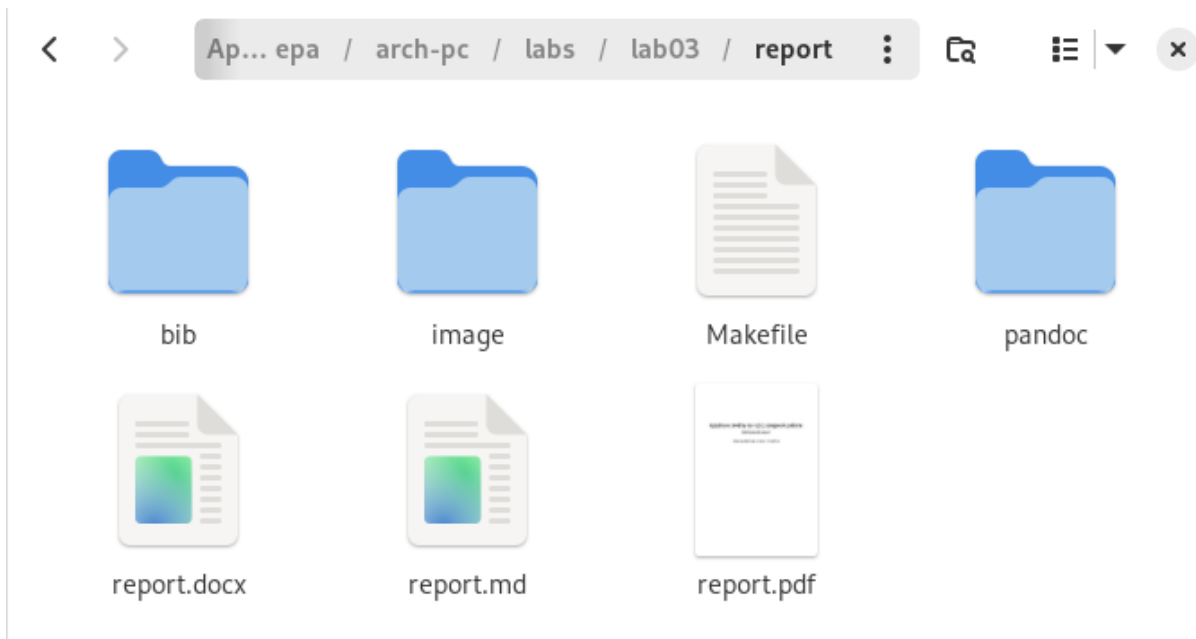 Ap... epa / arch-pc / labs / lab03 / report
bib image Makefile pandoc
report.docx report.md report.pdf